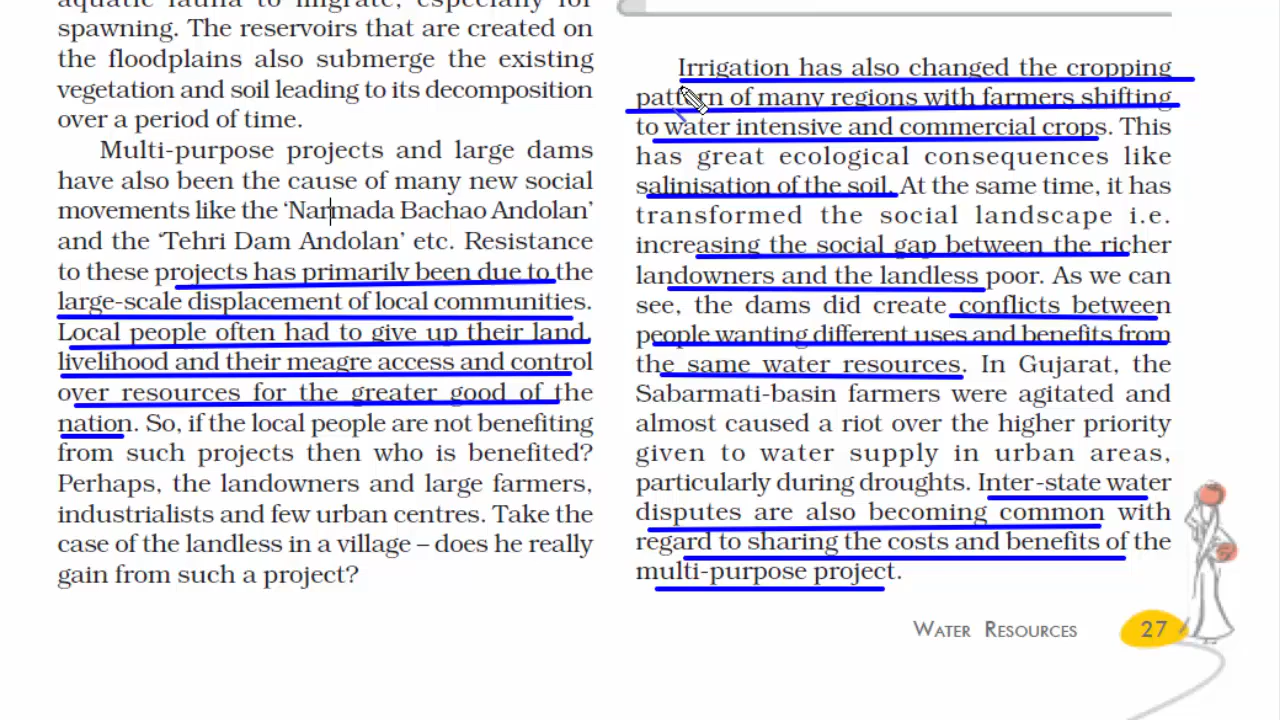 aquatic fauna to migrate, especially for
spawning. The reservoirs that are created on
the floodplains also submerge the existing
vegetation and soil leading to its decomposition
over a period of time.
Multi-purpose projects and large dams
have also been the cause of many new social
movements like the ‘Narmada Bachao Andolan’
and the ‘Tehri Dam Andolan’ etc. Resistance
to these projects has primarily been due to the
large-scale displacement of local communities.
Local people often had to give up their land,
livelihood and their meagre access and control
over resources for the greater good of the
nation. So, if the local people are not benefiting
from such projects then who is benefited?
Perhaps, the landowners and large farmers,
industrialists and few urban centres. Take the
case of the landless in a village – does he really
gain from such a project?
Irrigation has also changed the cropping
pattern of many regions with farmers shifting
to water intensive and commercial crops. This
has great ecological consequences like
salinisation of the soil. At the same time, it has
transformed the social landscape i.e.
increasing the social gap between the richer
landowners and the landless poor. As we can
see, the dams did create conflicts between
people wanting different uses and benefits from
the same water resources. In Gujarat, the
Sabarmati-basin farmers were agitated and
almost caused a riot over the higher priority
given to water supply in urban areas,
particularly during droughts. Inter-state water
disputes are also becoming common with
regard to sharing the costs and benefits of the
multi-purpose project.
Water Resources 27